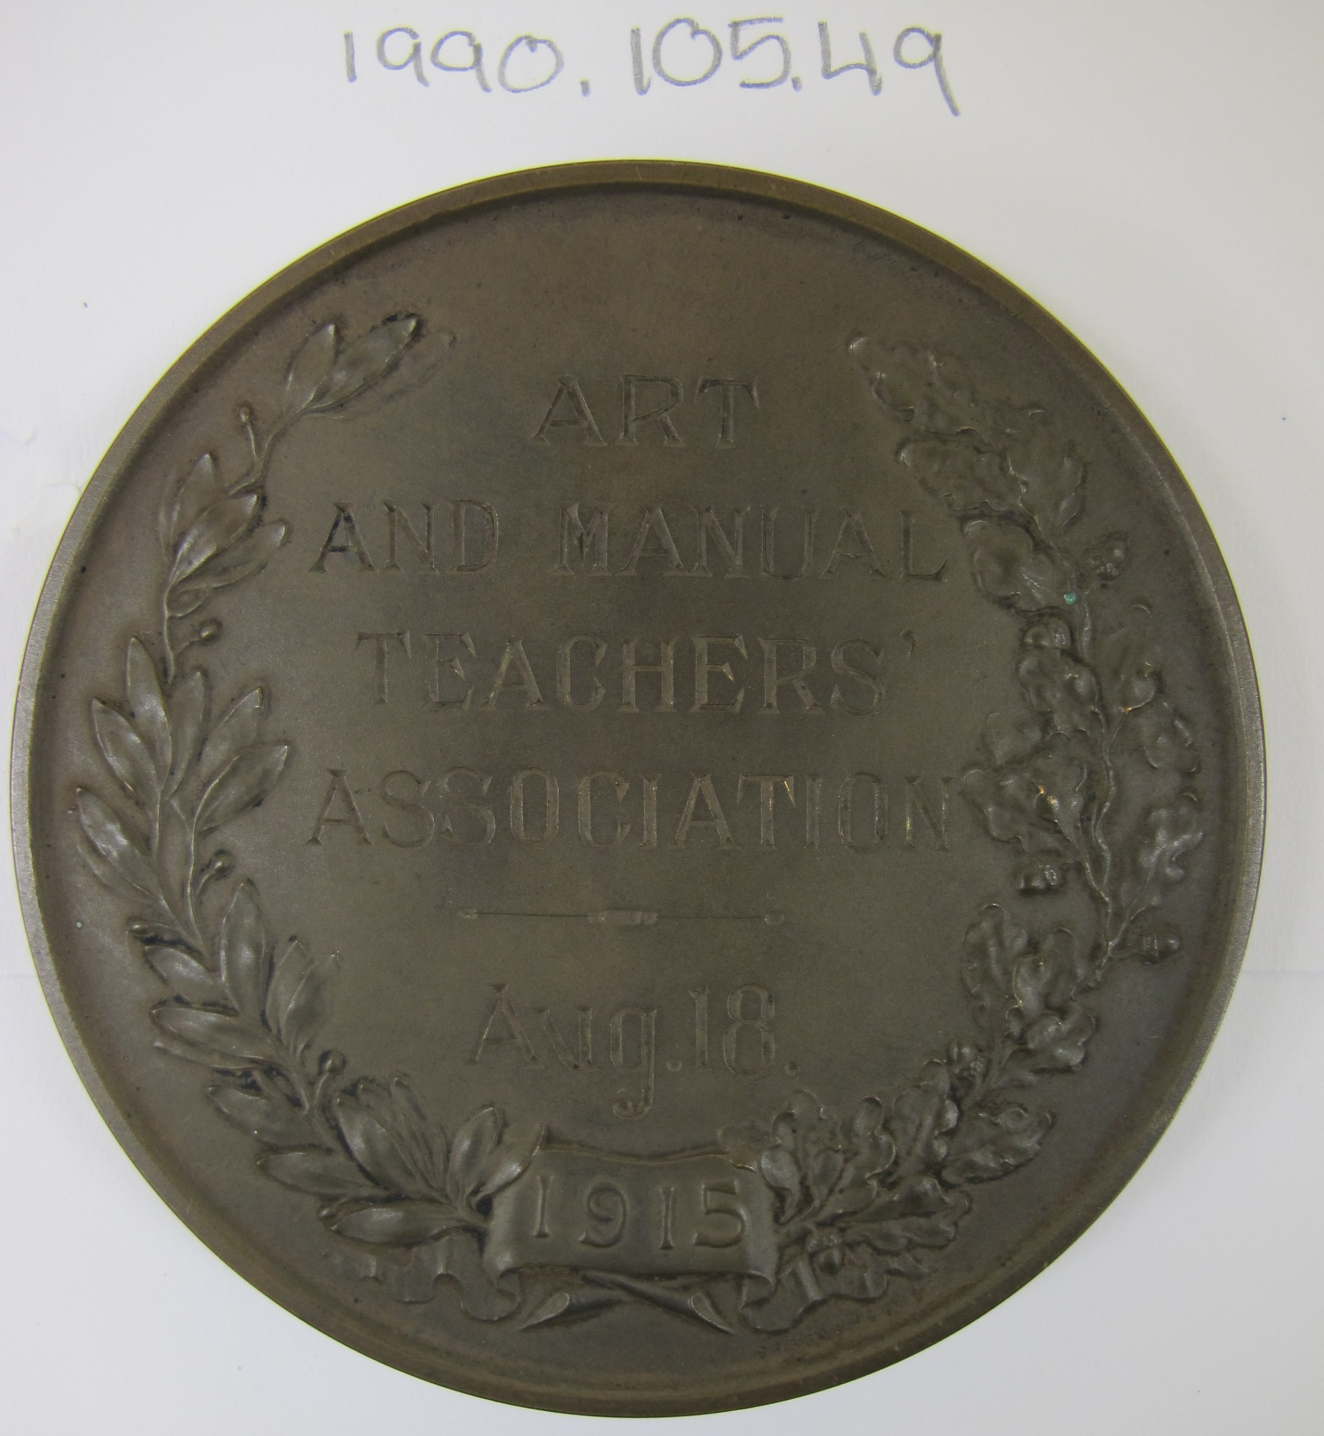 1990.105.49
ART
AND MANUAL
TEACHERS'
ASSOCIATION
Aug.18.
1915